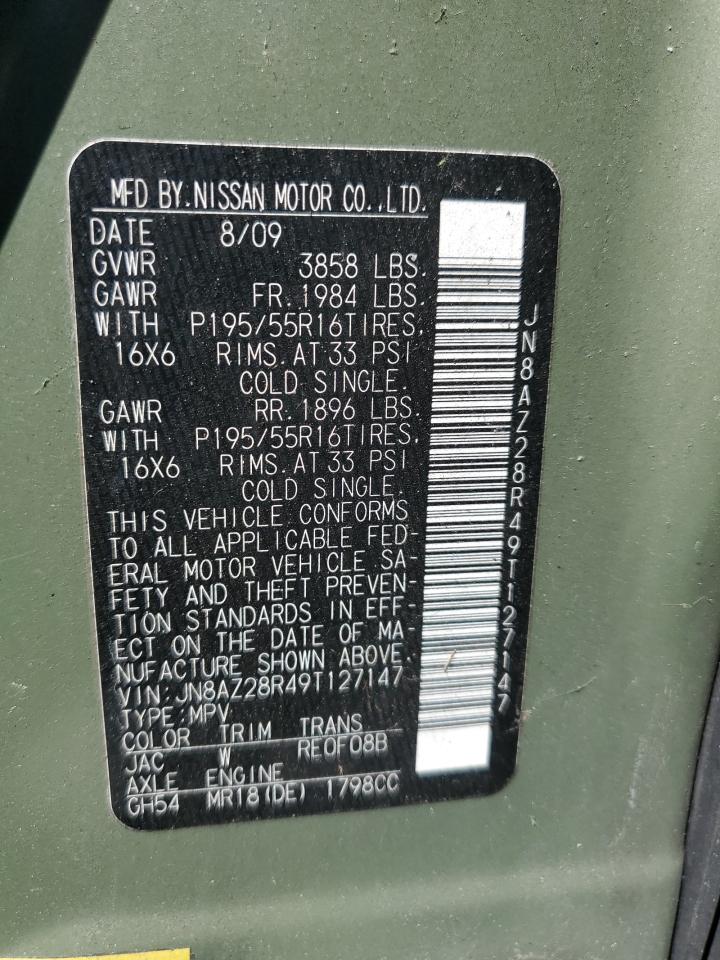 MFD BY.NISSAN MOTOR CO.,LTD.
DATE 8/09
GVWR 3858 LBS.
GAWR FR.1984 LBS.
WITH P195/55R16TIRES,
16X6 RIMS.AT 33 PSI
COLD SINGLE.
GAWR RR.1896 LBS.
WITH P195/55R16TIRES,
16X6 RIMS.AT 33 PSI
COLD SINGLE.
THIS VEHICLE CONFORMS
TO ALL APPLICABLE FED-
ERAL MOTOR VEHICLE SA-
FETY AND THEFT PREVEN-
TION STANDARDS IN EFF-
ECT ON THE DATE OF MA-
NUFACTURE SHOWN ABOVE.
VIN:JN8AZ28R49T127147
TYPE:MPV
COLOR TRIM TRANS
JAC W RE0F08B
AXLE ENGINE
GH54 MR18(DE) 1798CC
JN8AZ28R49T127147